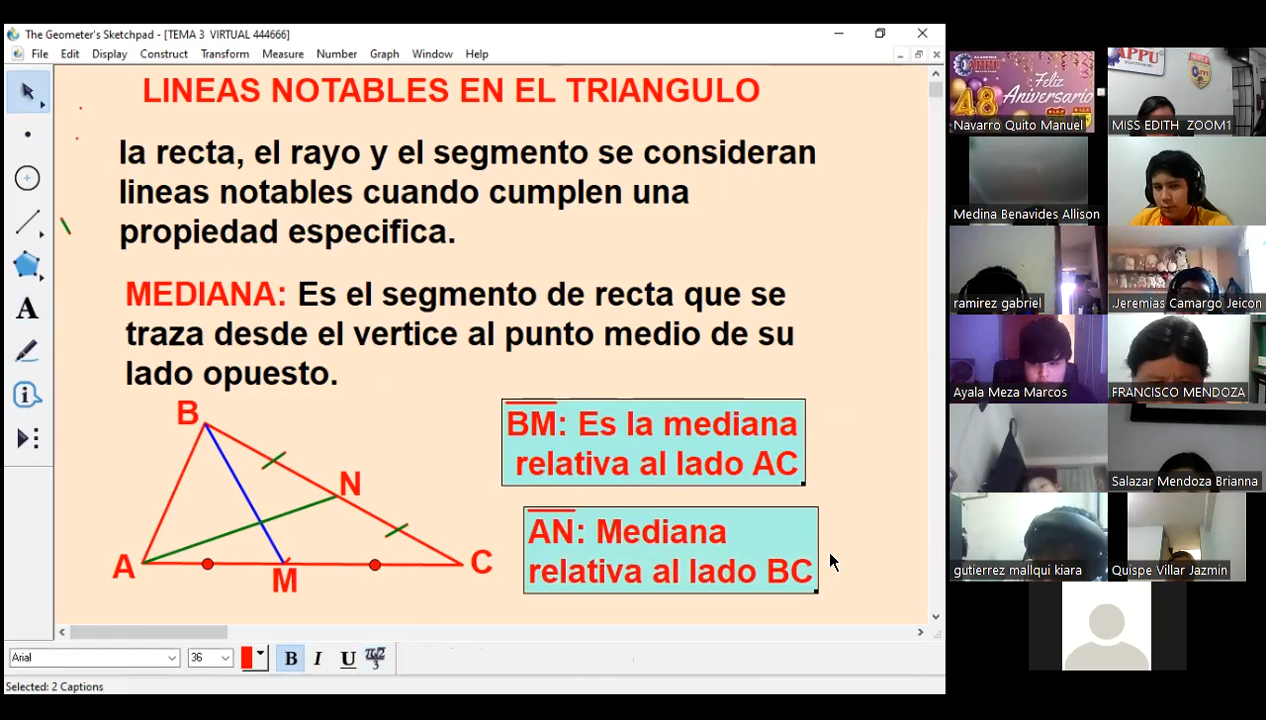 The Geometer's Sketchpad - [TEMA 3 VIRTUAL 444666]
File Edit Display Construct Transform Measure Number Graph Window Help
LINEAS NOTABLES EN EL TRIANGULO
la recta, el rayo y el segmento se consideran
lineas notables cuando cumplen una
propiedad especifica.
MEDIANA: Es el segmento de recta que se
traza desde el vertice al punto medio de su
lado opuesto.
B
N
A
M
C
BM: Es la mediana
relativa al lado AC
AN: Mediana
relativa al lado BC
A
Arial
36
B I U
Selected: 2 Captions
APPU
Feliz
48 Aniversario
Navarro Quito Manuel
APPU
MISS EDITH ZOOM1
Medina Benavides Allison
ramirez gabriel
Jeremias Camargo Jeicon
Ayala Meza Marcos
FRANCISCO MENDOZA
Salazar Mendoza Brianna
gutierrez mallqui kiara
Quispe Villar Jazmin